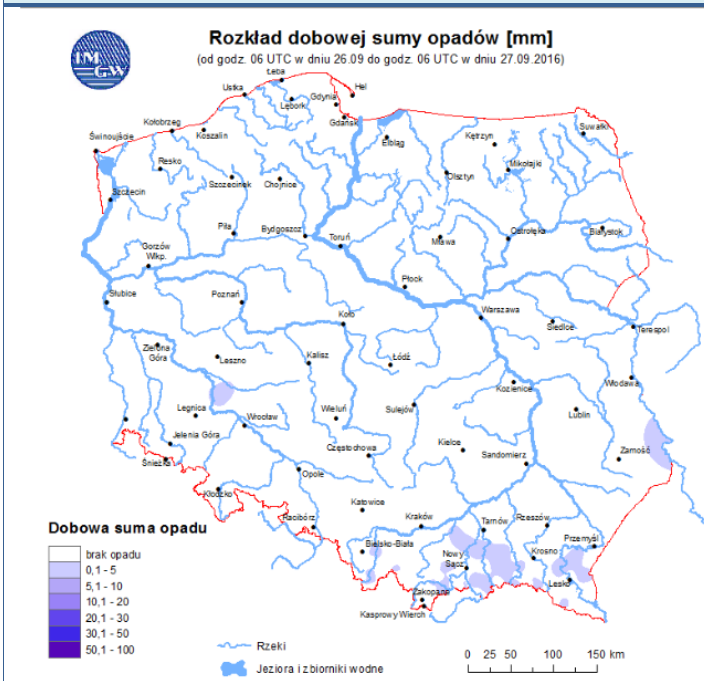 Rozkład dobowej sumy opadów [mm]
(od godz. 06 UTC w dniu 26.09 do godz. 06 UTC w dniu 27.09.2016)
IM
GW
Łeba
Hel
Ustka
Lębork
Gdynia
Gdańsk
Kołobrzeg
Koszalin
Świnoujście
Elbląg
Kętrzyn
Suwałki
Resko
Szczecinek
Chojnice
Olsztyn
Mikołajki
Szczecin
Piła
Bydgoszcz
Toruń
Mława
Ostrołęka
Białystok
Gorzów
Wlkp.
Płock
Słubice
Poznań
Koło
Warszawa
Siedlce
Terespol
Zielona
Góra
Leszno
Kalisz
Łódź
Kozienice
Włodawa
Legnica
Wrocław
Wieluń
Sulejów
Lublin
Jelenia Góra
Śnieżka
Częstochowa
Kielce
Sandomierz
Zamość
Kłodzko
Opole
Racibórz
Katowice
Kraków
Tarnów
Rzeszów
Przemyśl
Bielsko-Biała
Nowy
Sącz
Krosno
Lesko
Zakopane
Kasprowy Wierch
Dobowa suma opadu
brak opadu
0,1 - 5
5,1 - 10
10,1 - 20
20,1 - 30
30,1 - 50
50,1 - 100
Rzeki
Jeziora i zbiorniki wodne
0 25 50 100 150 km